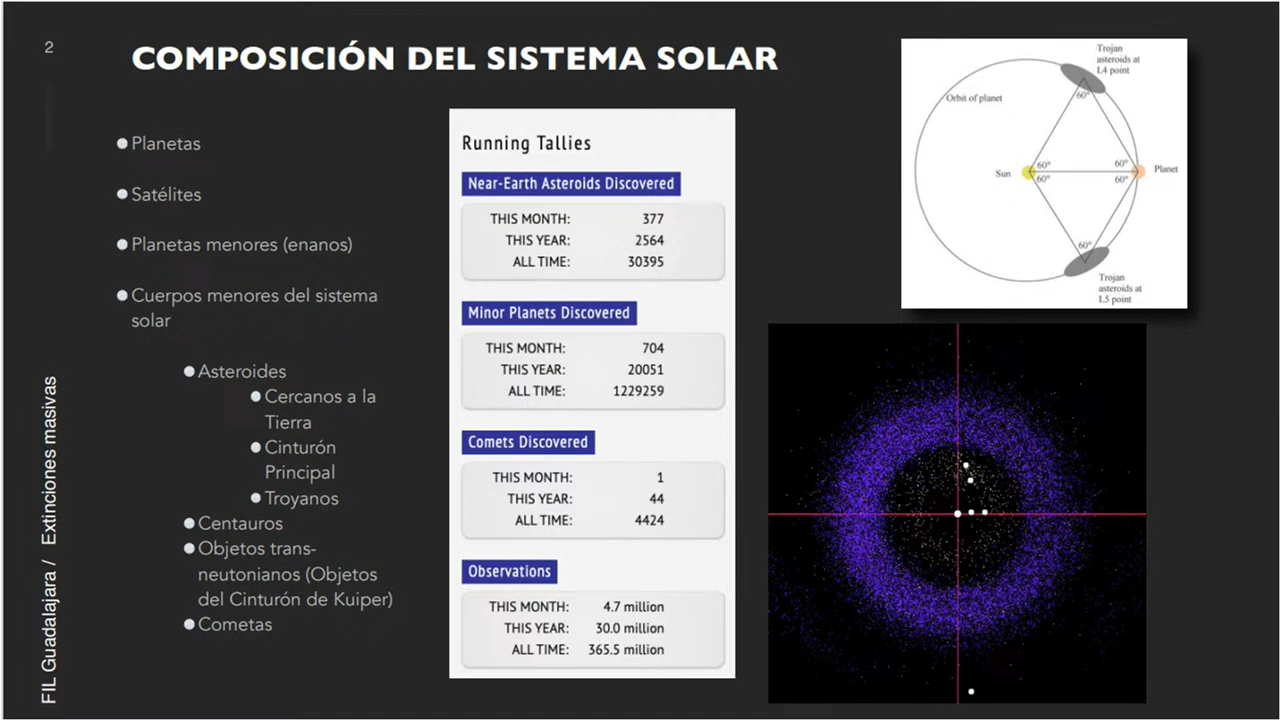 2
COMPOSICIÓN DEL SISTEMA SOLAR
Planetas
Satélites
Planetas menores (enanos)
Cuerpos menores del sistema
solar
Asteroides
Cercanos a la
Tierra
Cinturón
Principal
Troyanos
Centauros
Objetos trans-
neutonianos (Objetos
del Cinturón de Kuiper)
Cometas
FIL Guadalajara / Extinciones masivas
Running Tallies
Near-Earth Asteroids Discovered
THIS MONTH: 377
THIS YEAR: 2564
ALL TIME: 30395
Minor Planets Discovered
THIS MONTH: 704
THIS YEAR: 20051
ALL TIME: 1229259
Comets Discovered
THIS MONTH: 1
THIS YEAR: 44
ALL TIME: 4424
Observations
THIS MONTH: 4.7 million
THIS YEAR: 30.0 million
ALL TIME: 365.5 million
Trojan
asteroids at
L4 point
60°
Orbit of planet
60° 60°
Sun Planet
60° 60°
60°
Trojan
asteroids at
L5 point